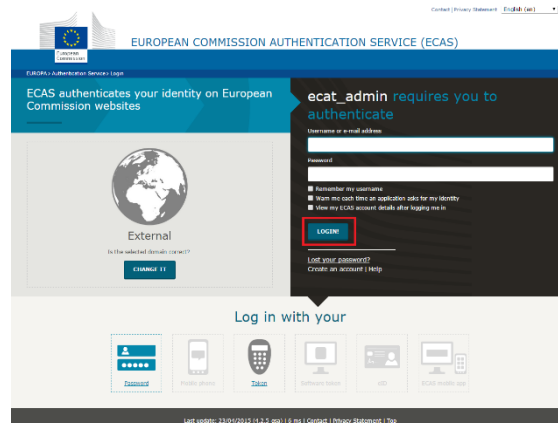 Contact | Privacy Statement English (en)
EUROPEAN COMMISSION AUTHENTICATION SERVICE (ECAS)
European
Commission
EUROPA > Authentication Service > Login
ECAS authenticates your identity on European
Commission websites
ecat_admin requires you to
authenticate
Username or e-mail address
Password
Remember my username
Warn me each time an application asks for my identity
View my ECAS account details after logging me in
External
Is the selected domain correct?
CHANGE IT
LOGIN!
Lost your password?
Create an account | Help
Log in with your
Password
Mobile phone
Token
Software token
eID
ECAS mobile app
Last update: 23/04/2015 (4.2.5 gsa) | 6 ms | Contact | Privacy Statement | Top